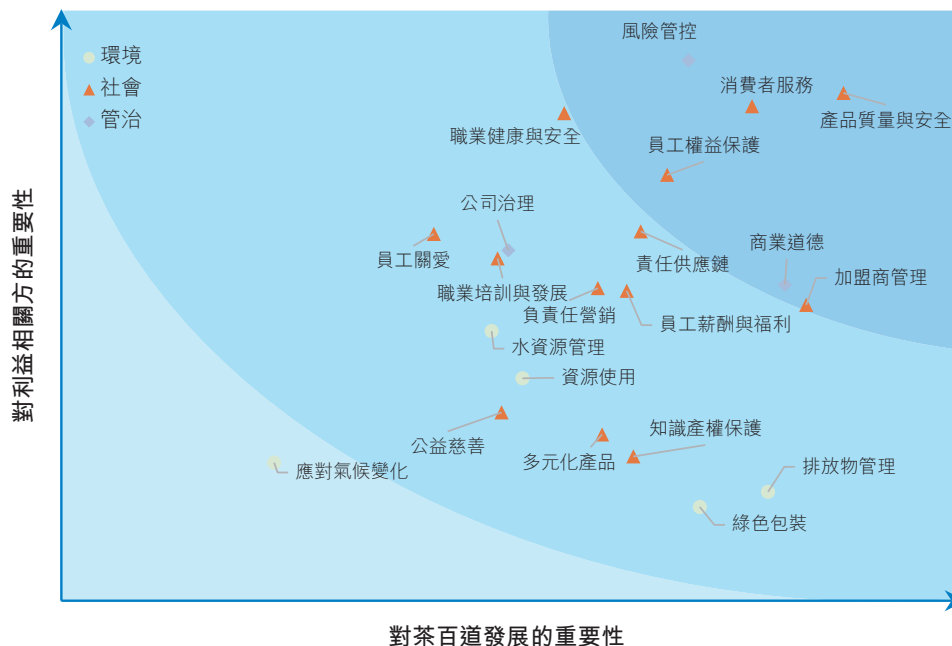 環境
社會
管治
風險管控
消費者服務
產品質量與安全
職業健康與安全
員工權益保護
公司治理
員工關愛
責任供應鏈
商業道德
加盟商管理
職業培訓與發展
負責任營銷
員工薪酬與福利
水資源管理
資源使用
公益慈善
多元化產品
知識產權保護
應對氣候變化
排放物管理
綠色包裝
對利益相關方的重要性
對茶百道發展的重要性